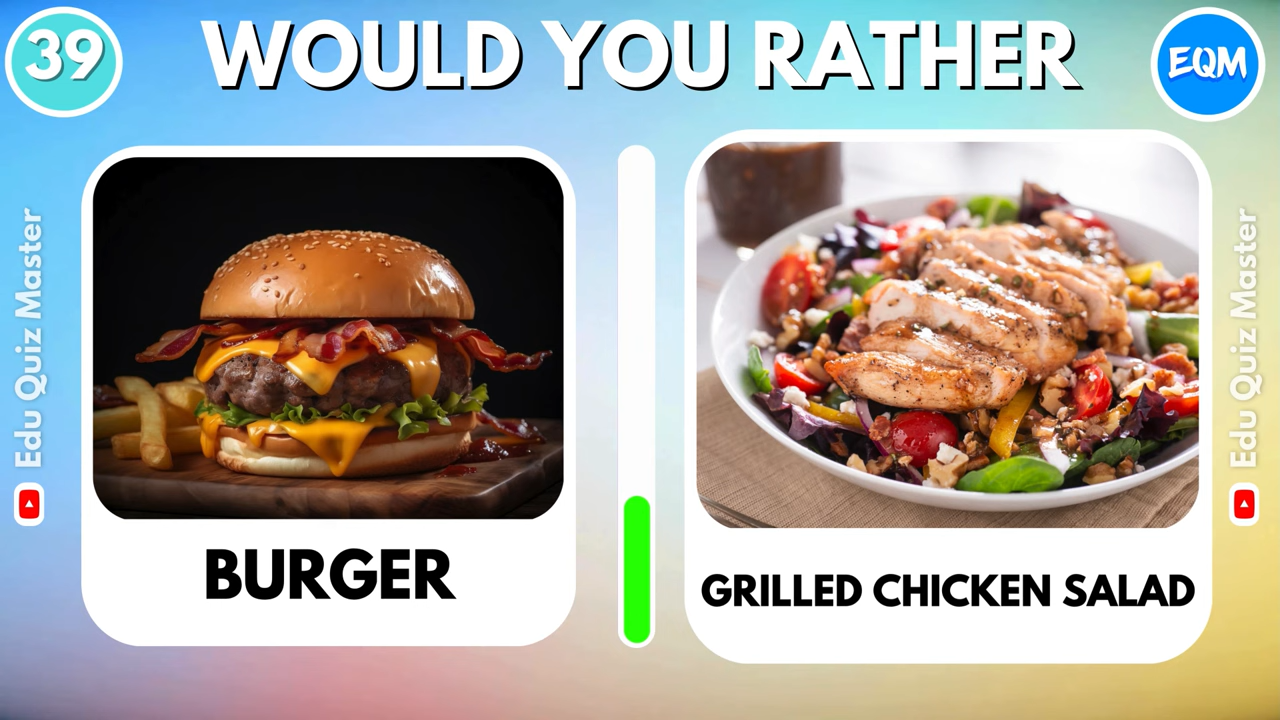 39
WOULD YOU RATHER
EQM
Edu Quiz Master
BURGER
GRILLED CHICKEN SALAD
Edu Quiz Master